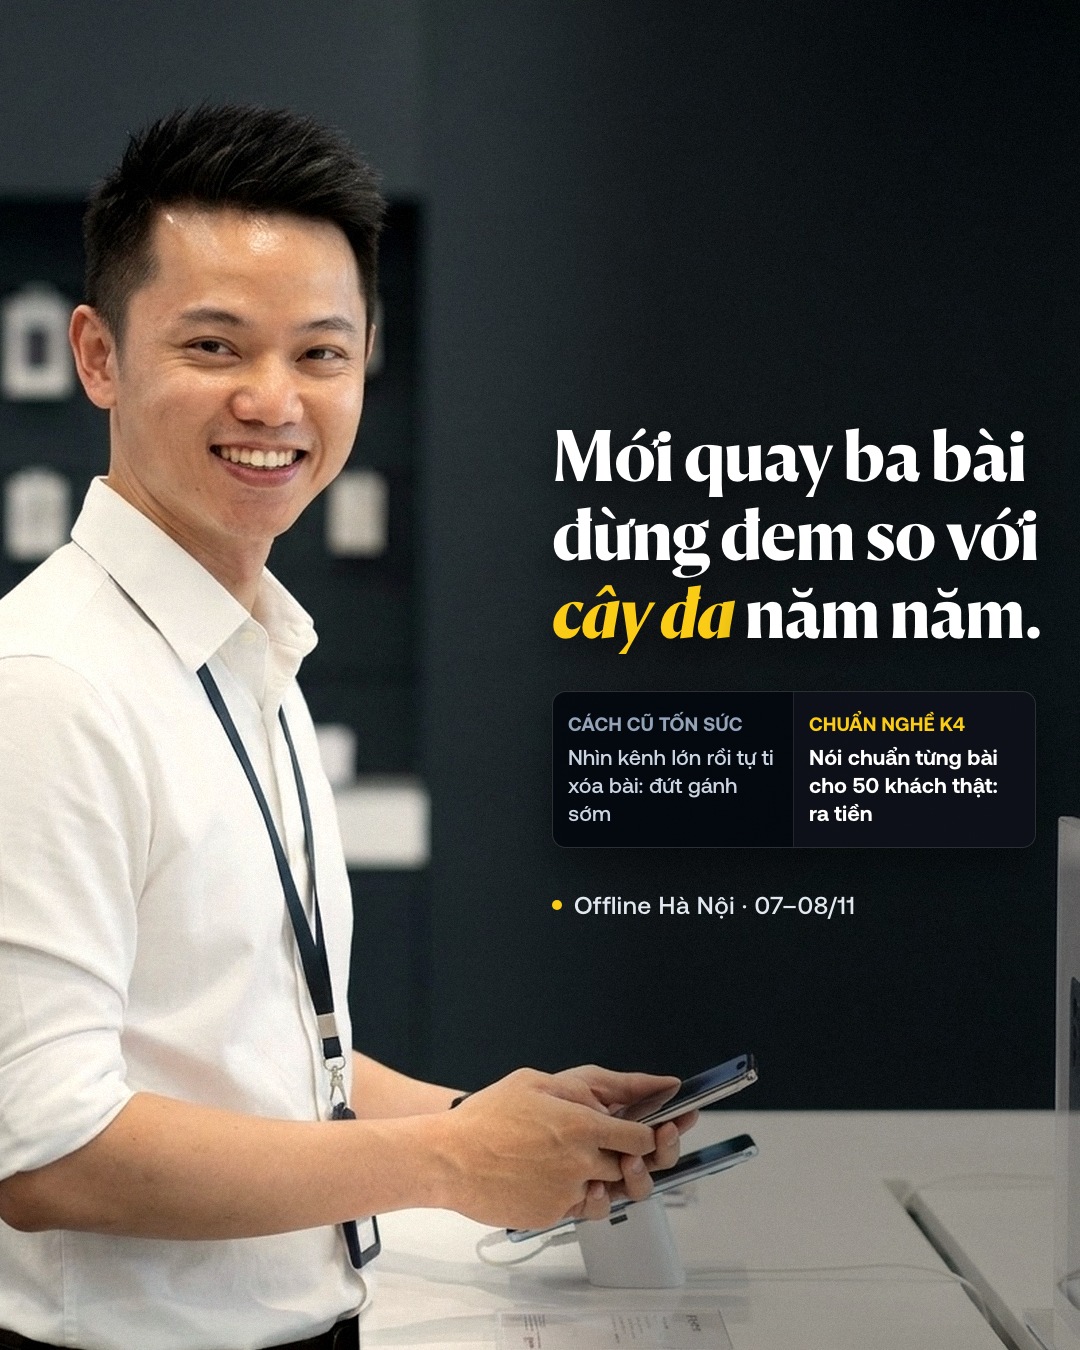 Mới quay ba bài
đừng đem so với
cây đa năm năm.
CÁCH CŨ TỐN SỨC
Nhìn kênh lớn rồi tự ti
xóa bài: đứt gánh
sớm
CHUẨN NGHỀ K4
Nói chuẩn từng bài
cho 50 khách thật:
ra tiền
Offline Hà Nội · 07–08/11